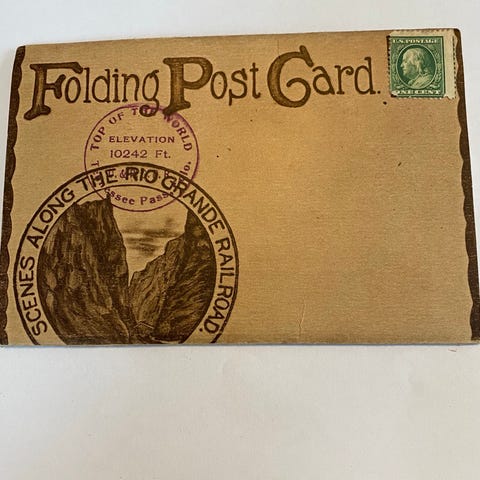 Folding Post Card.
U.S. POSTAGE
ONE CENT
TOP OF THE WORLD
ELEVATION
10242 Ft.
SCENES ALONG THE RIO GRANDE RAILROAD.